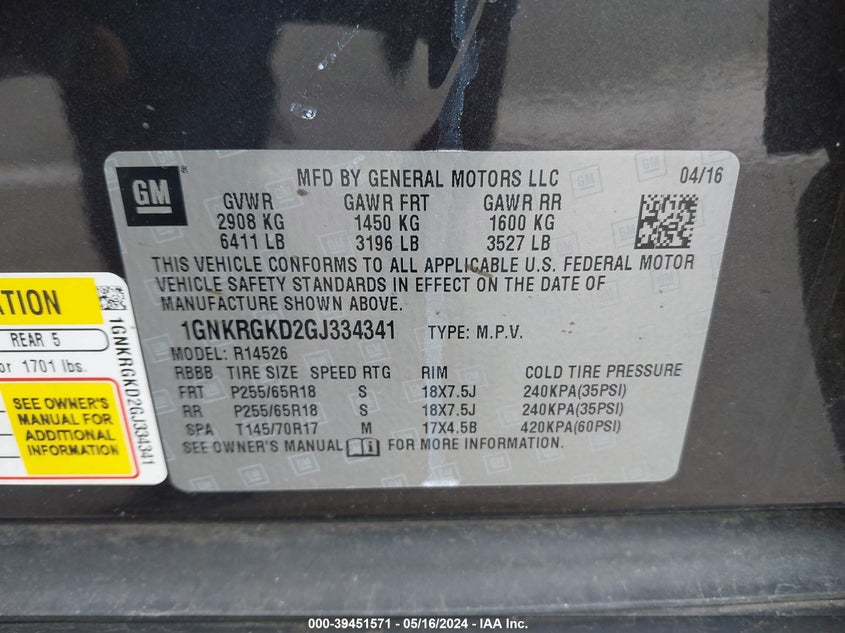 GM
MFD BY GENERAL MOTORS LLC
04/16
GVWR GAWR FRT GAWR RR
2908 KG 1450 KG 1600 KG
6411 LB 3196 LB 3527 LB
THIS VEHICLE CONFORMS TO ALL APPLICABLE U.S. FEDERAL MOTOR
VEHICLE SAFETY STANDARDS IN EFFECT ON THE DATE OF
MANUFACTURE SHOWN ABOVE.
1GNKRGKD2GJ334341 TYPE: M.P.V.
MODEL: R14526
RBBB TIRE SIZE SPEED RTG RIM COLD TIRE PRESSURE
FRT P255/65R18 S 18X7.5J 240KPA(35PSI)
RR P255/65R18 S 18X7.5J 240KPA(35PSI)
SPA T145/70R17 M 17X4.5B 420KPA(60PSI)
SEE OWNER'S MANUAL FOR MORE INFORMATION.
ATION
REAR 5
or 1701 lbs.
SEE OWNER'S
MANUAL FOR
ADDITIONAL
INFORMATION
1GNKRGKD2GJ334341
000-39451571 - 05/16/2024 - IAA Inc.